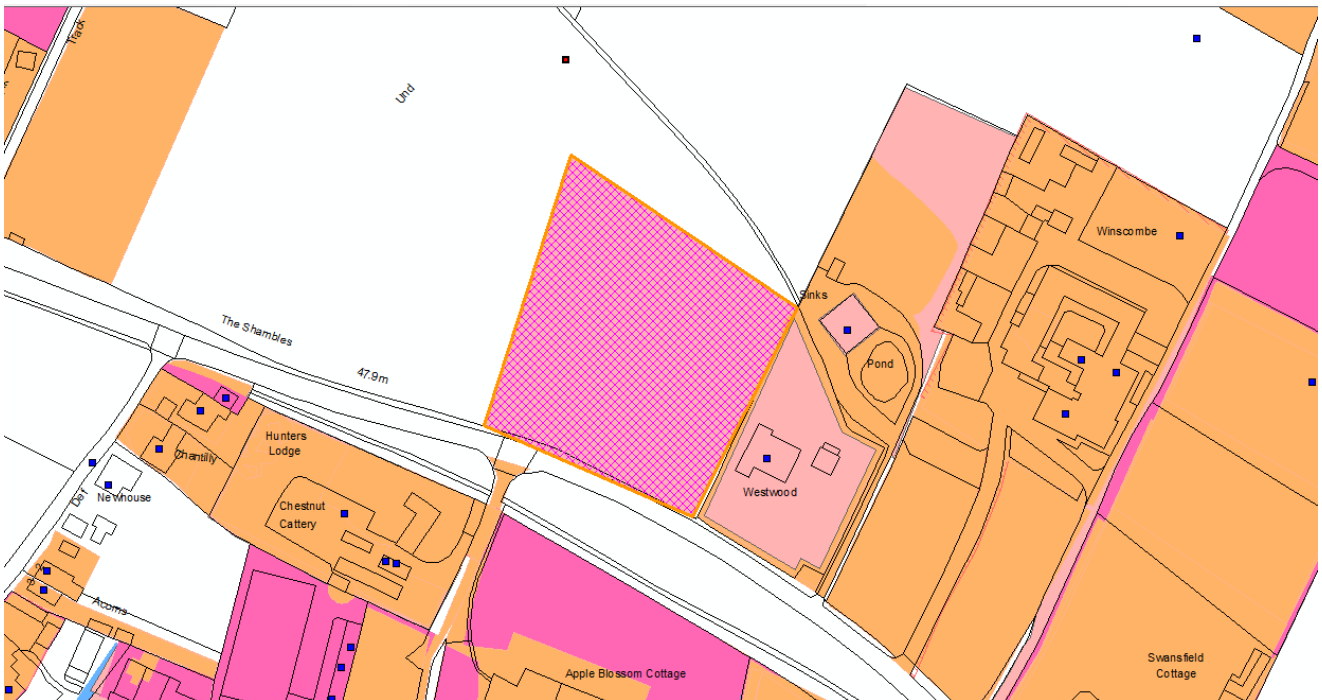 Track
Und
Winscombe
Sinks
The Shambles
Pond
47.9m
Hunters
Lodge
Chantilly
Westwood
Newhouse
Def
Chestnut
Cattery
Acorns
Swansfield
Cottage
Apple Blossom Cottage